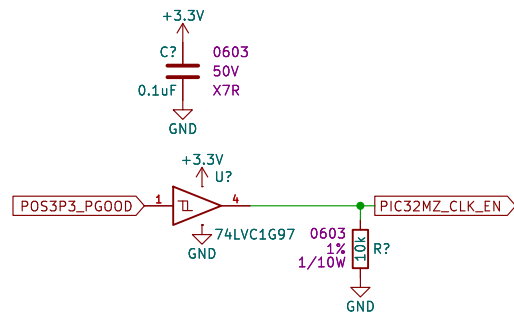 +3.3V
C?
0603
50V
0.1uF
X7R
GND
+3.3V
U?
POS3P3_PGOOD
1
4
PIC32MZ_CLK_EN
74LVC1G97
GND
0603
1%
1/10W
10k
R?
GND